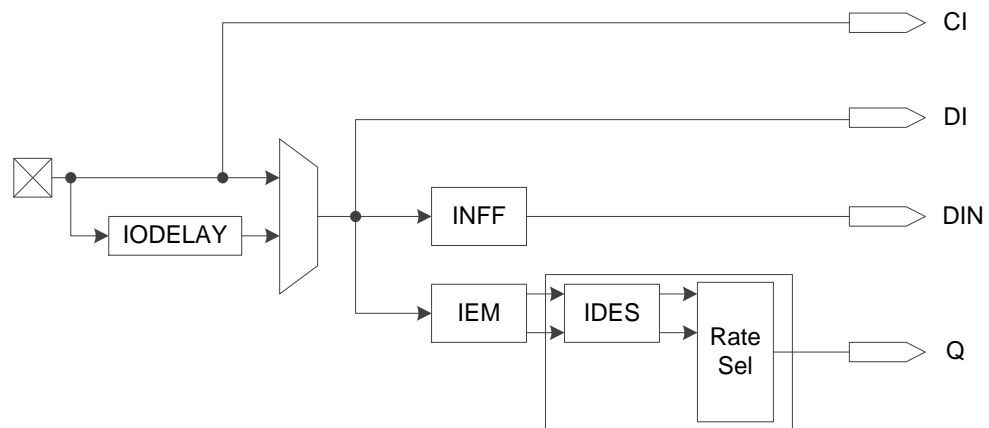 CI
DI
IODELAY
INFF
DIN
IEM
IDES
Rate
Sel
Q